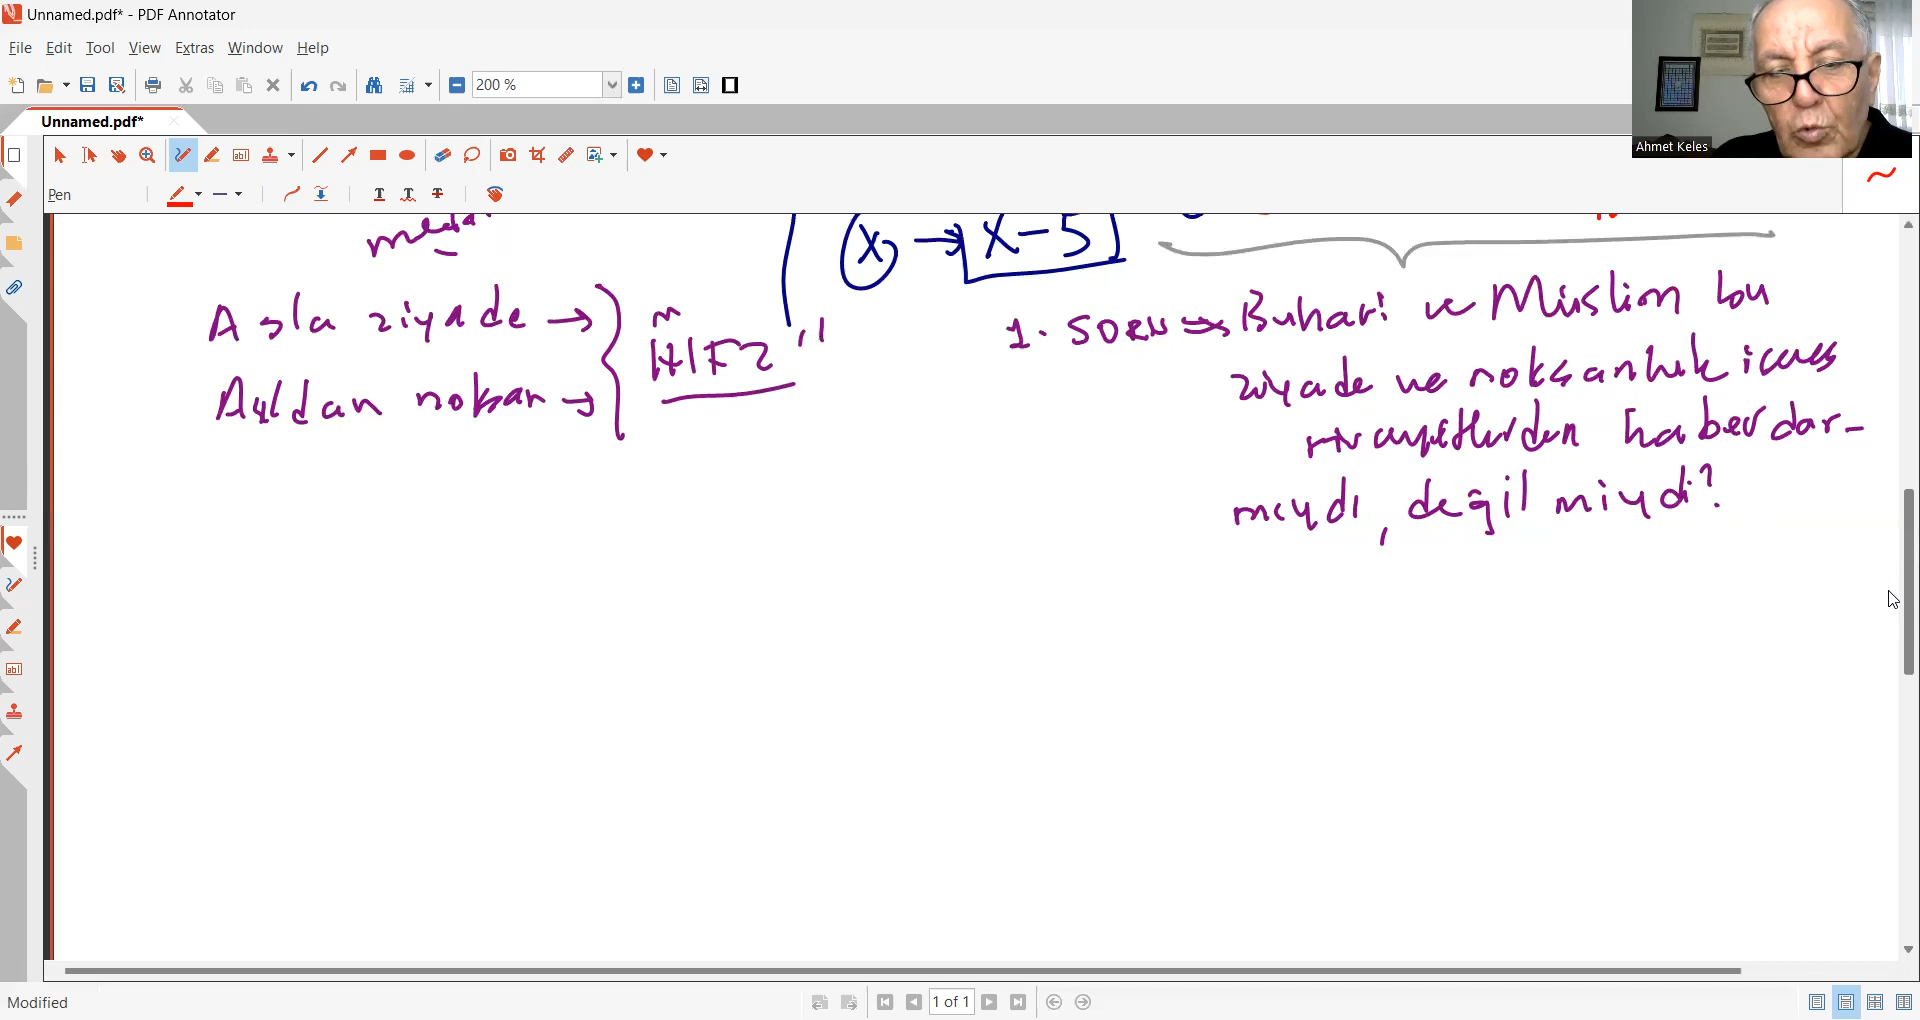 Unnamed.pdf* - PDF Annotator
File Edit Tool View Extras Window Help
200 %
Unnamed.pdf*
Ahmet Keles
Pen
x → x - 5
Asla ziyade →
"HIFZ"
Asıldan noksan →
1. SORU → Buhari ve Müslim bu
ziyade ve noksanlık içeren
rivayetlerden haberdar-
mıydı, değil miydi?
Modified
1 of 1